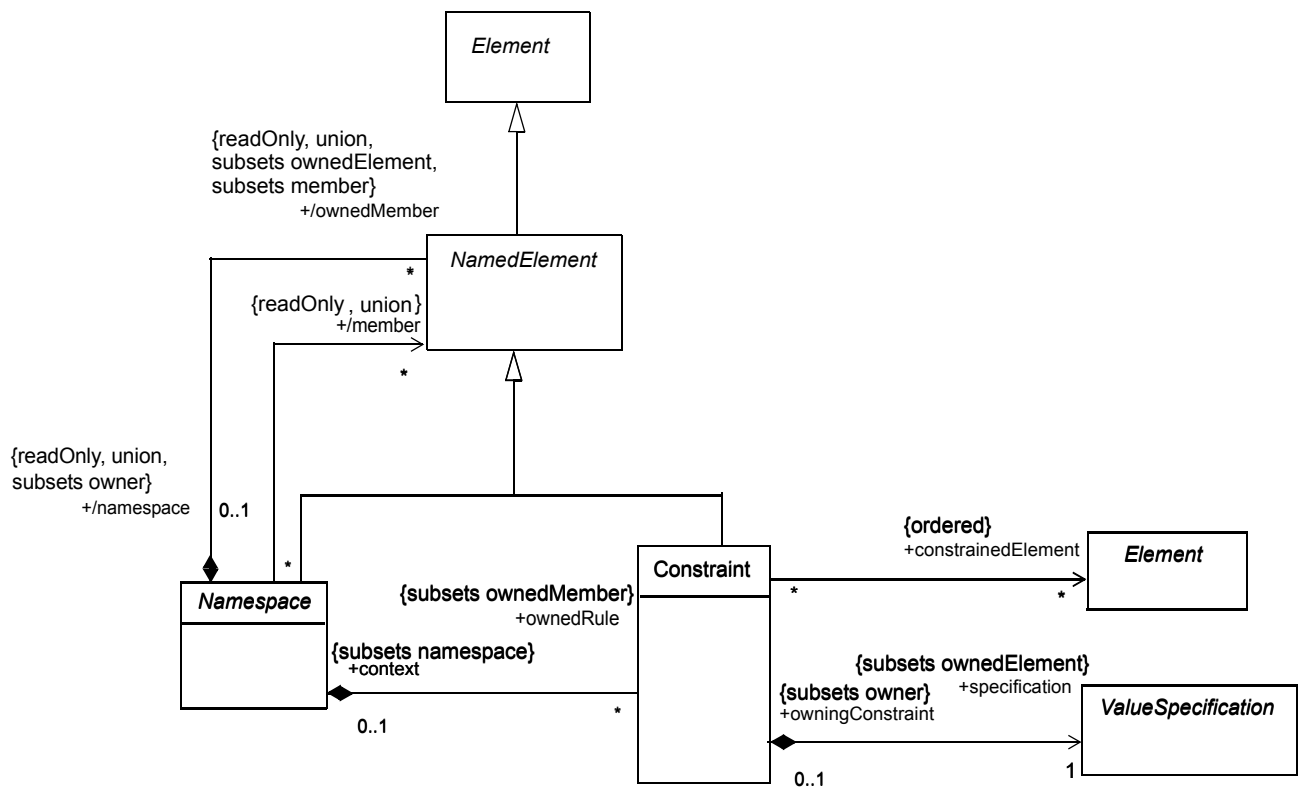 Element
{readOnly, union,
subsets ownedElement,
subsets member}
+/ownedMember
NamedElement
*
{readOnly , union}
+/member
*
{readOnly, union,
subsets owner}
+/namespace
0..1
*
Namespace
{subsets ownedMember}
+ownedRule
Constraint
{ordered}
+constrainedElement
*
*
Element
{subsets namespace}
+context
0..1
*
{subsets ownedElement}
+specification
{subsets owner}
+owningConstraint
0..1
1
ValueSpecification